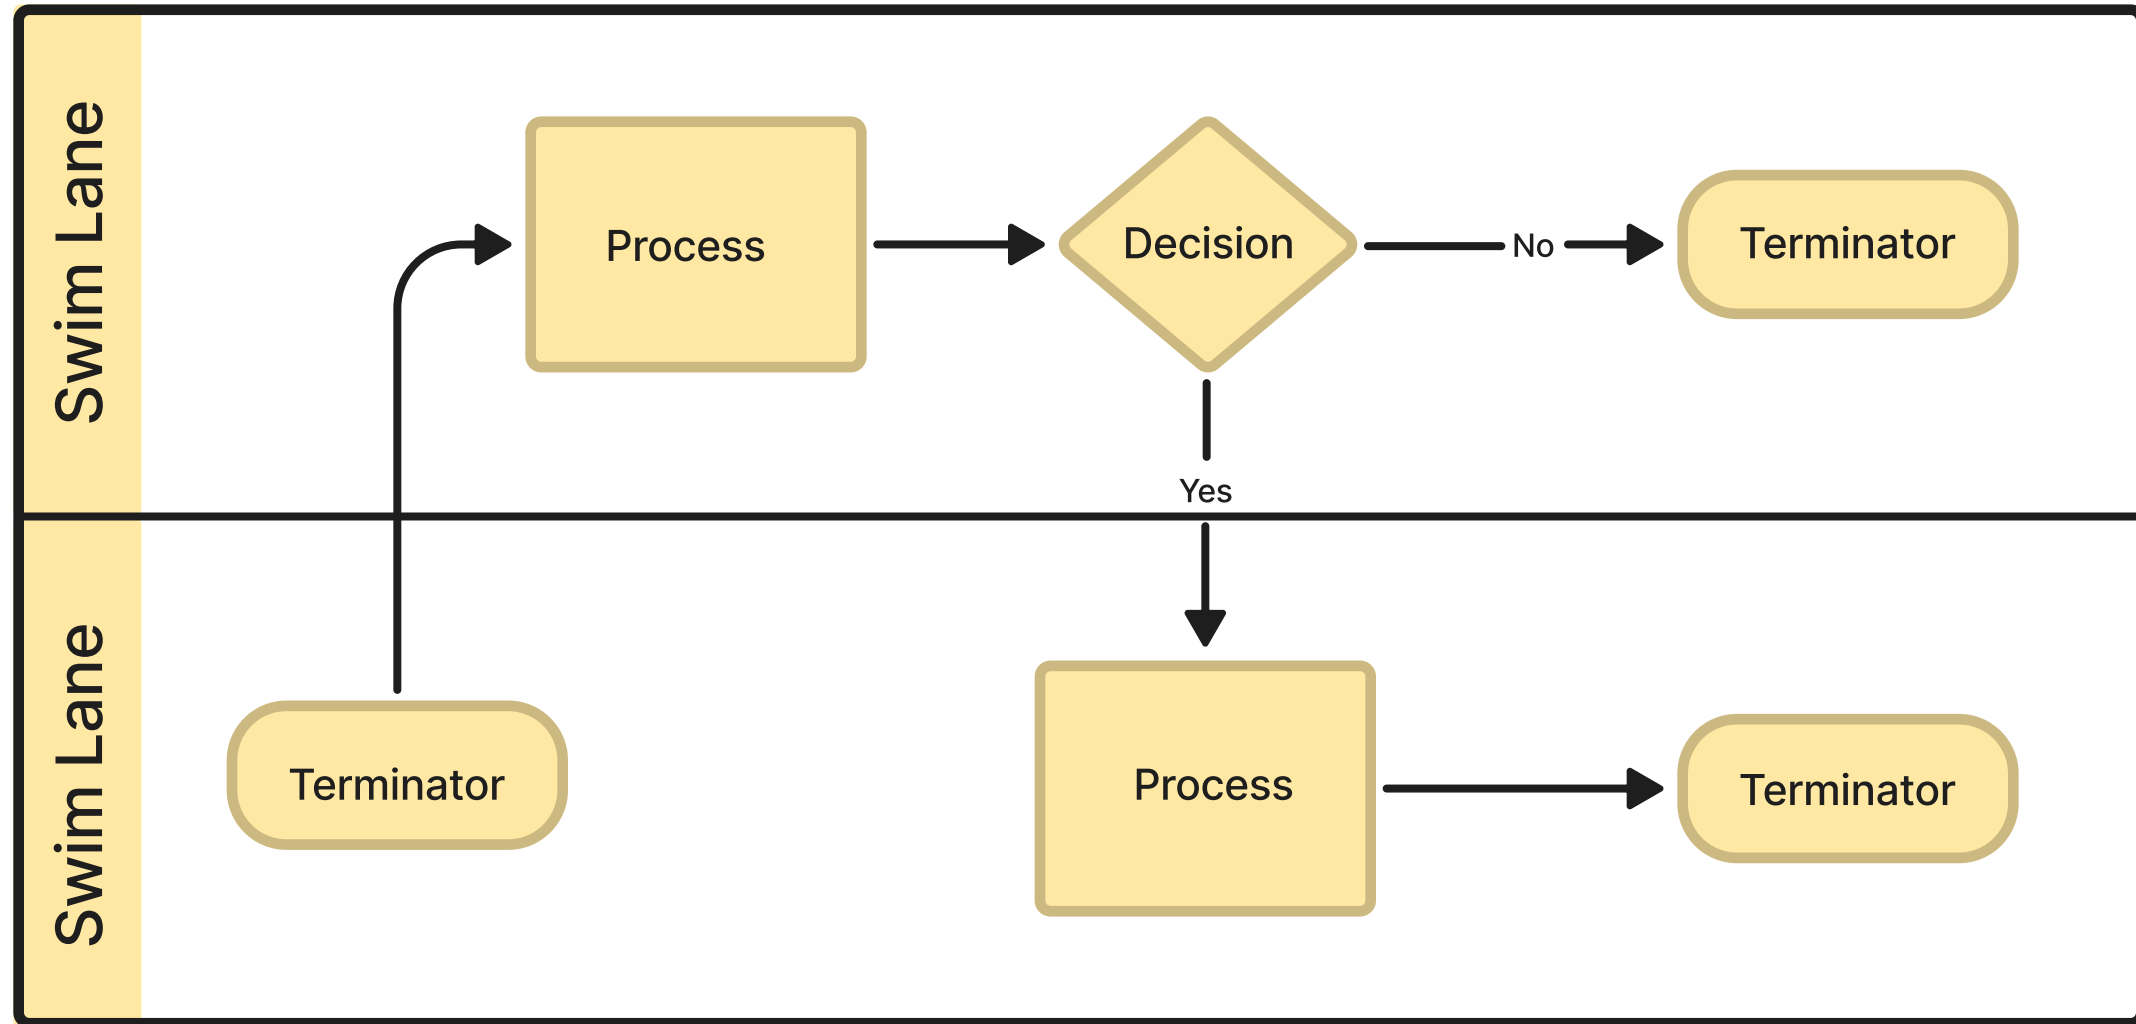 Swim Lane
Process
Decision
No
Terminator
Yes
Swim Lane
Terminator
Process
Terminator